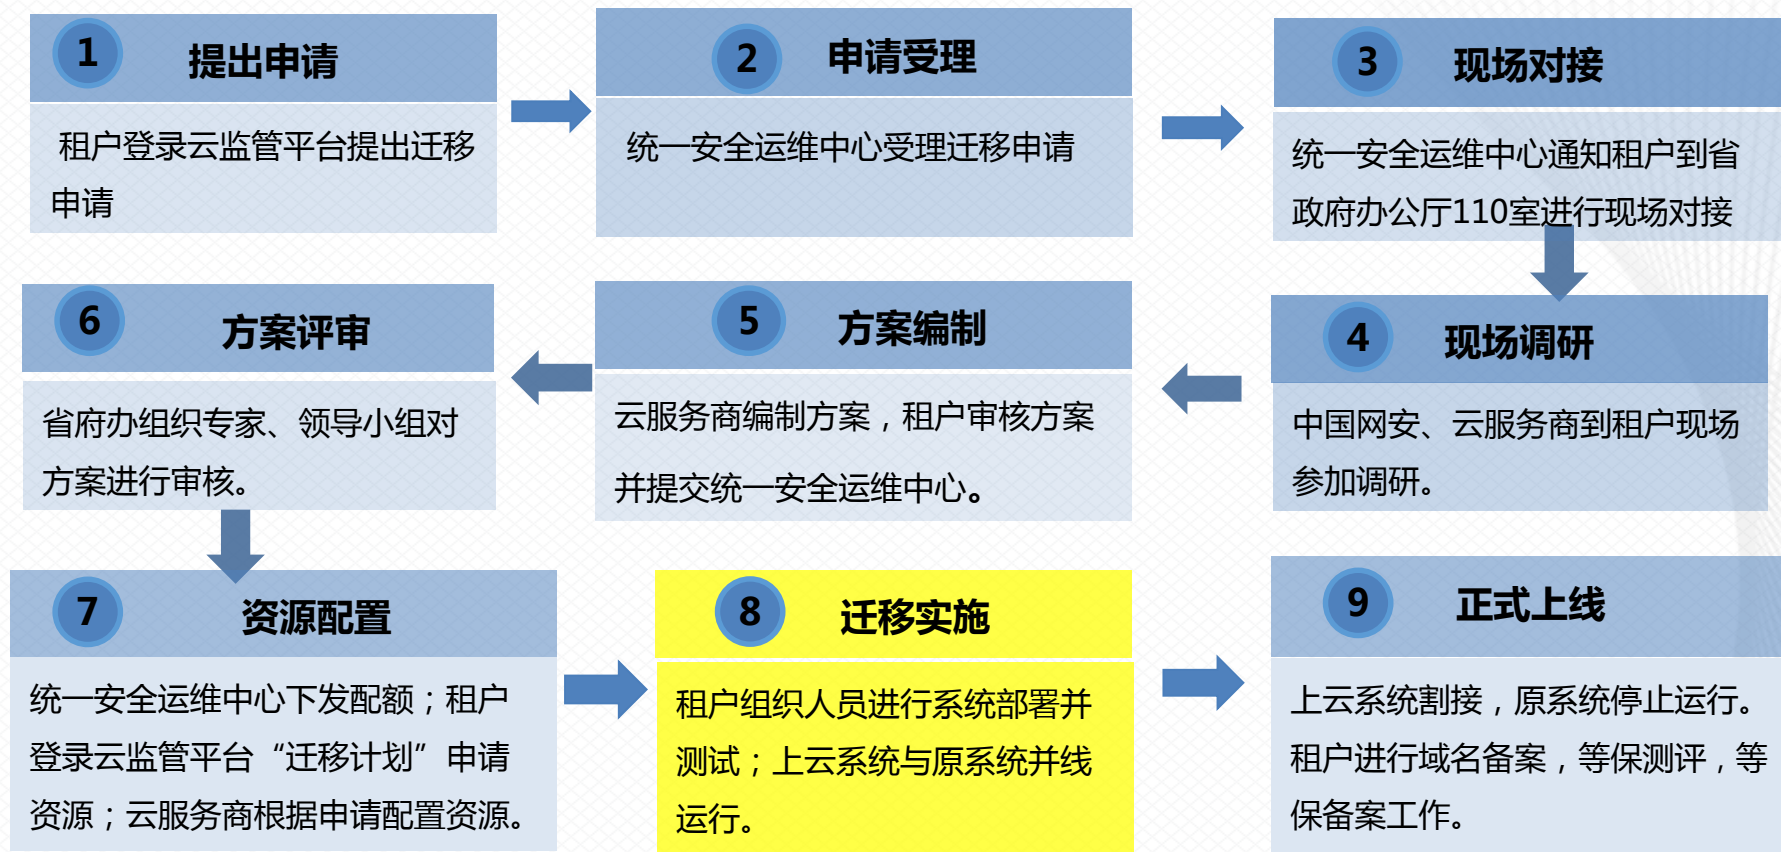 1 提出申请
租户登录云监管平台提出迁移
申请
2 申请受理
统一安全运维中心受理迁移申请
3 现场对接
统一安全运维中心通知租户到省
政府办公厅110室进行现场对接
4 现场调研
中国网安、云服务商到租户现场
参加调研。
5 方案编制
云服务商编制方案，租户审核方案
并提交统一安全运维中心。
6 方案评审
省府办组织专家、领导小组对
方案进行审核。
7 资源配置
统一安全运维中心下发配额；租户
登录云监管平台“迁移计划”申请
资源；云服务商根据申请配置资源。
8 迁移实施
租户组织人员进行系统部署并
测试；上云系统与原系统并线
运行。
9 正式上线
上云系统割接，原系统停止运行。
租户进行域名备案，等保测评，等
保备案工作。